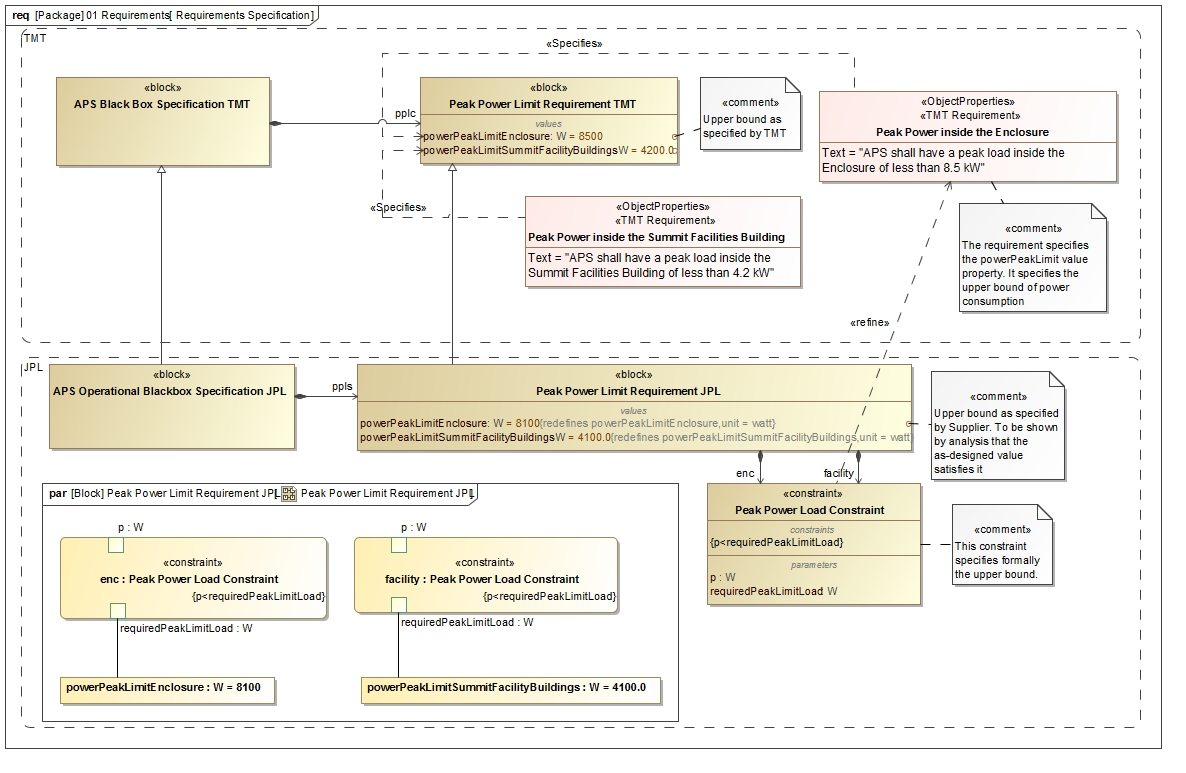 req [Package] 01 Requirements[ Requirements Specification]
TMT
«Specifies»
«block»
APS Black Box Specification TMT
pplc
«block»
Peak Power Limit Requirement TMT
values
powerPeakLimitEnclosure: W = 8500
powerPeakLimitSummitFacilityBuildingsW = 4200.0
«comment»
Upper bound as
specified by TMT
«ObjectProperties»
«TMT Requirement»
Peak Power inside the Enclosure
Text = "APS shall have a peak load inside the
Enclosure of less than 8.5 kW"
«Specifies»
«ObjectProperties»
«TMT Requirement»
Peak Power inside the Summit Facilities Building
Text = "APS shall have a peak load inside the
Summit Facilities Building of less than 4.2 kW"
«comment»
The requirement specifies
the powerPeakLimit value
property. It specifies the
upper bound of power
consumption
«refine»
JPL
«block»
APS Operational Blackbox Specification JPL
ppls
«block»
Peak Power Limit Requirement JPL
values
powerPeakLimitEnclosure: W = 8100{redefines powerPeakLimitEnclosure,unit = watt}
powerPeakLimitSummitFacilityBuildingsW = 4100.0{redefines powerPeakLimitSummitFacilityBuildings,unit = watt}
«comment»
Upper bound as specified
by Supplier. To be shown
by analysis that the
as-designed value
satisfies it
enc
facility
«constraint»
Peak Power Load Constraint
constraints
{p<requiredPeakLimitLoad}
parameters
p : W
requiredPeakLimitLoad W
«comment»
This constraint
specifies formally
the upper bound.
par [Block] Peak Power Limit Requirement JPL[ Peak Power Limit Requirement JPL]
p : W
«constraint»
enc : Peak Power Load Constraint
{p<requiredPeakLimitLoad}
requiredPeakLimitLoad : W
powerPeakLimitEnclosure : W = 8100
p : W
«constraint»
facility : Peak Power Load Constraint
{p<requiredPeakLimitLoad}
requiredPeakLimitLoad : W
powerPeakLimitSummitFacilityBuildings : W = 4100.0